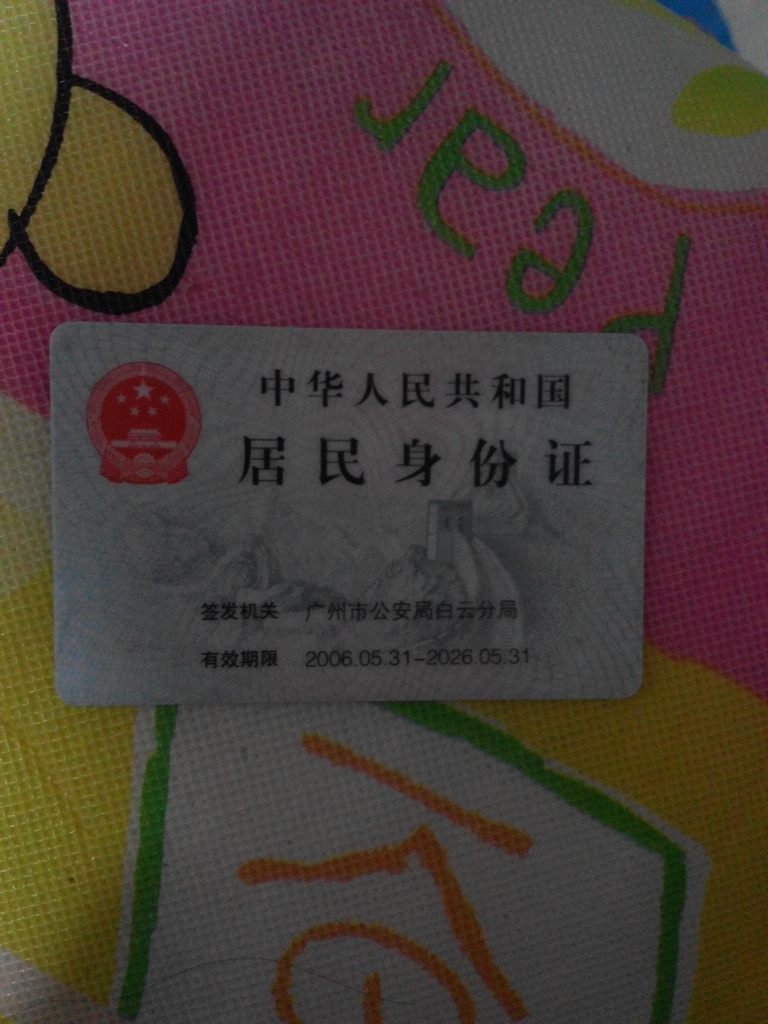 Pear
中华人民共和国
居民身份证
签发机关 广州市公安局白云分局
有效期限 2006.05.31-2026.05.31